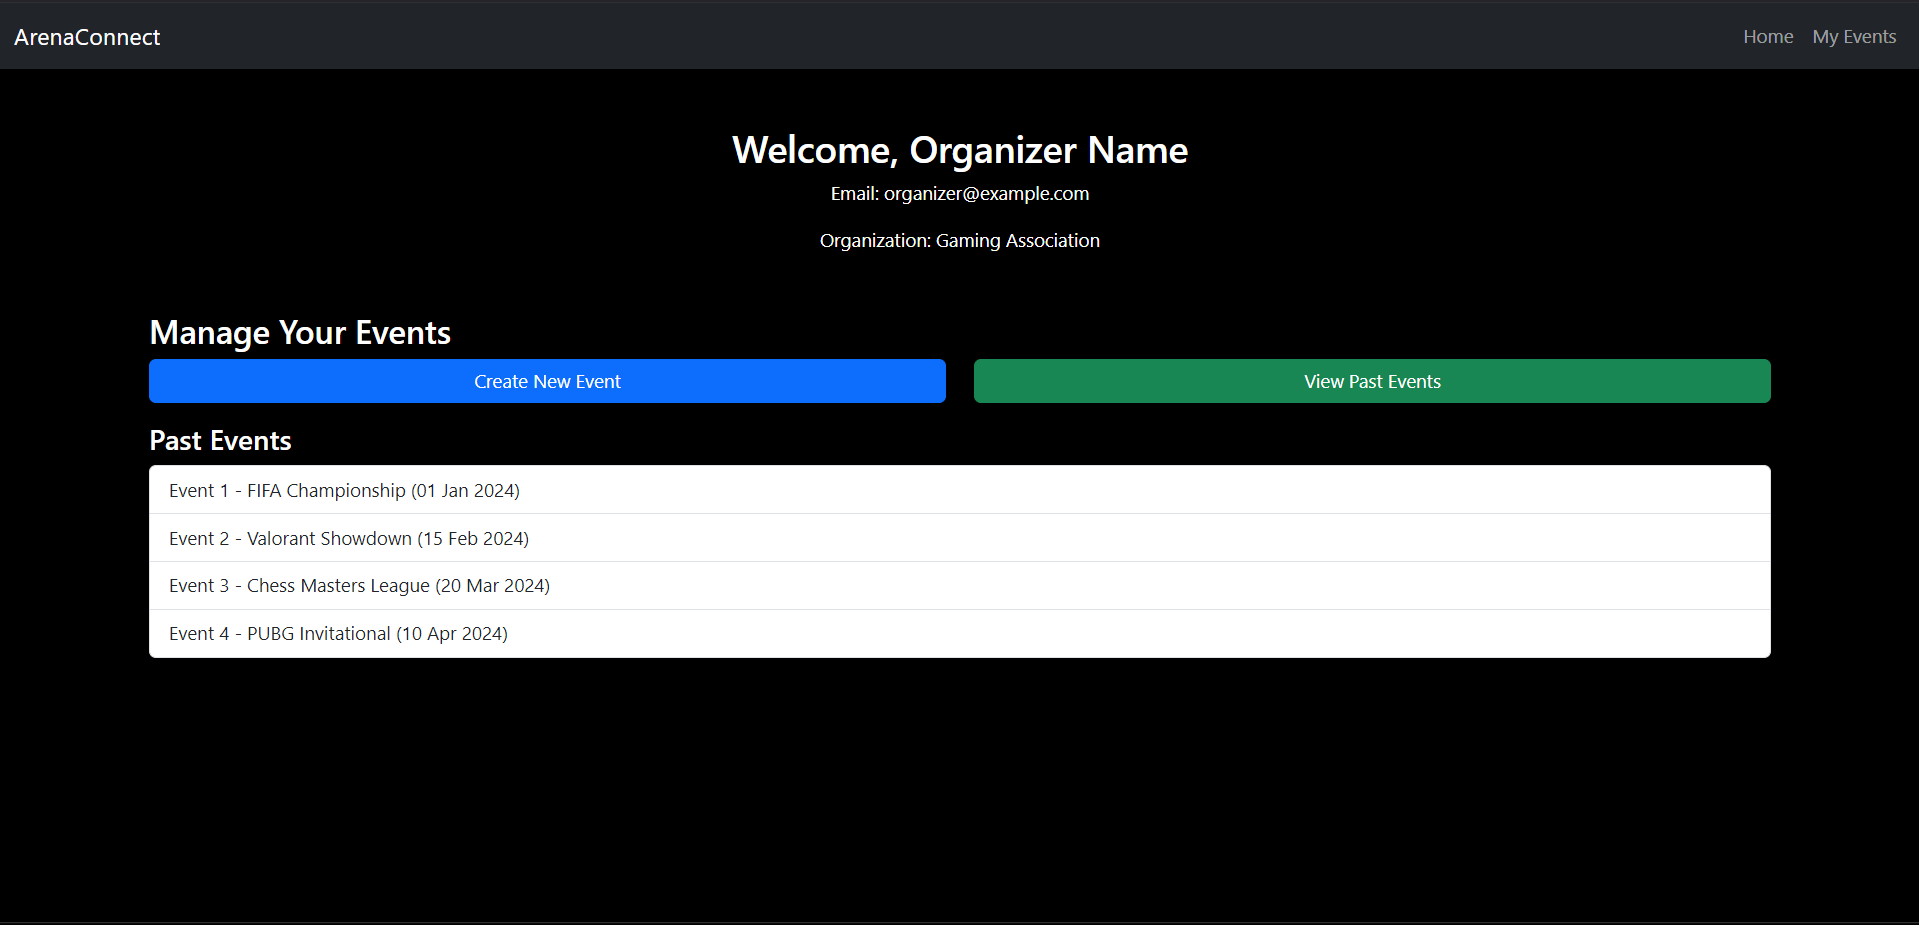 ArenaConnect
Home My Events
Welcome, Organizer Name
Email: organizer@example.com
Organization: Gaming Association
Manage Your Events
Create New Event
View Past Events
Past Events
Event 1 - FIFA Championship (01 Jan 2024)
Event 2 - Valorant Showdown (15 Feb 2024)
Event 3 - Chess Masters League (20 Mar 2024)
Event 4 - PUBG Invitational (10 Apr 2024)